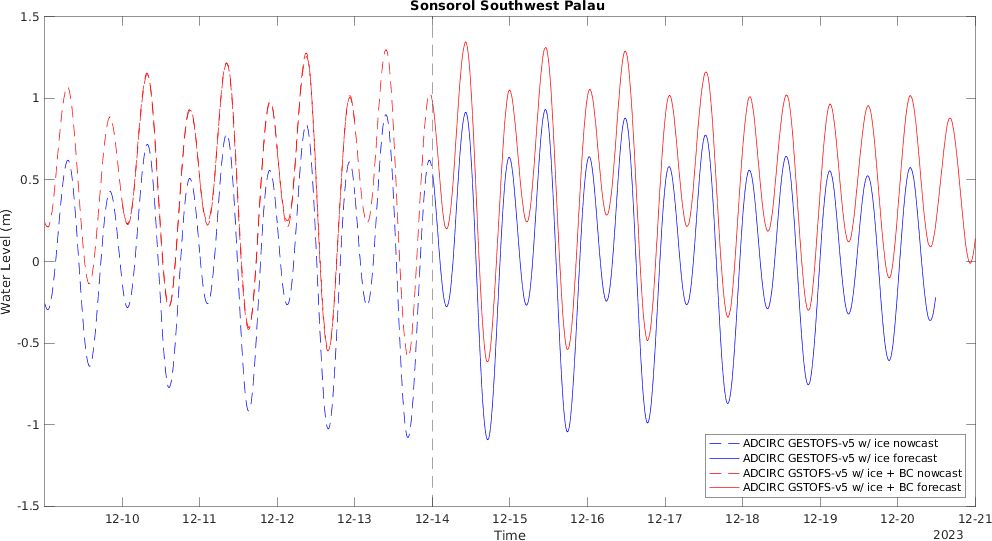 Sonsorol Southwest Palau
1.5
1
0.5
0
-0.5
-1
-1.5
Water Level (m)
ADCIRC GESTOFS-v5 w/ ice nowcast
ADCIRC GESTOFS-v5 w/ ice forecast
ADCIRC GSTOFS-v5 w/ ice + BC nowcast
ADCIRC GSTOFS-v5 w/ ice + BC forecast
12-10 12-11 12-12 12-13 12-14 12-15 12-16 12-17 12-18 12-19 12-20 12-21
Time
2023